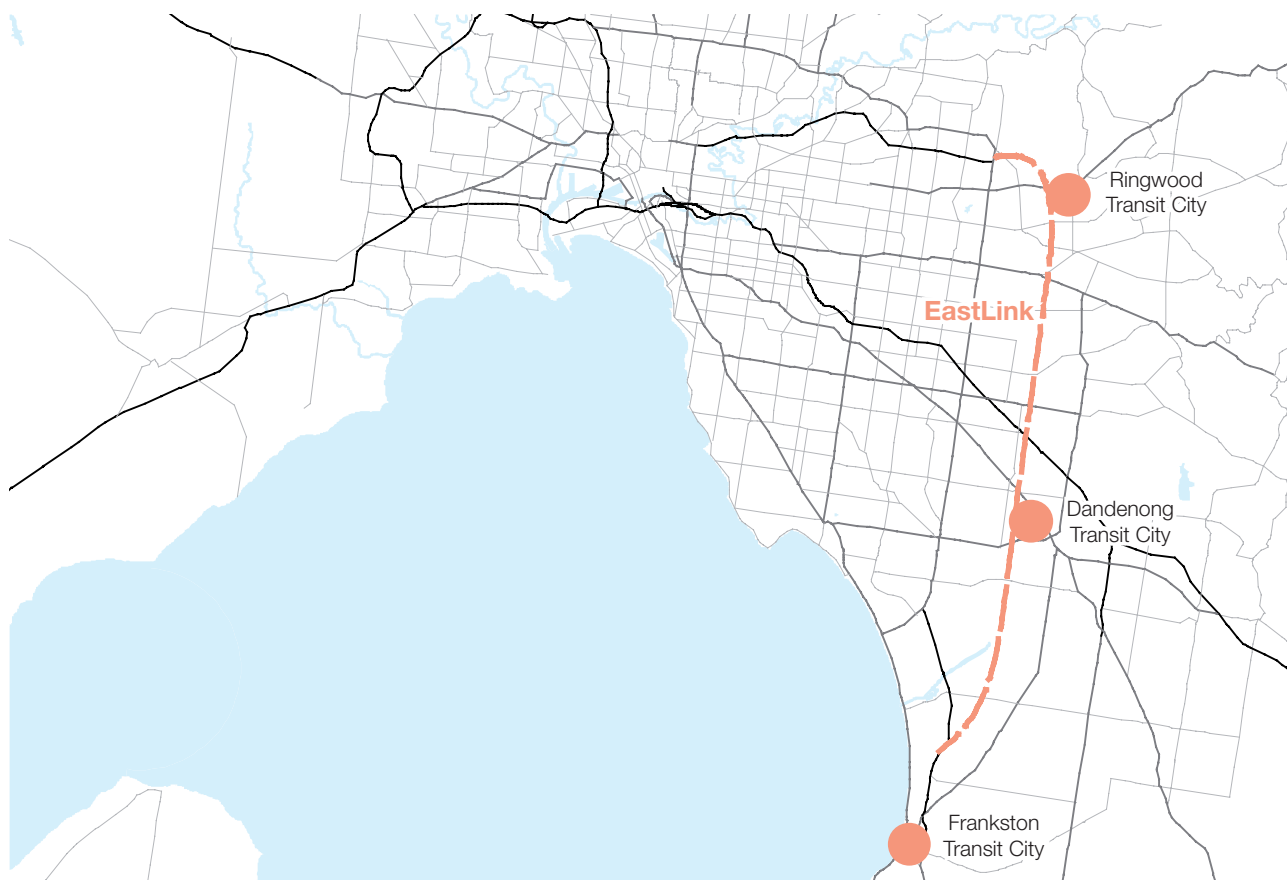 Ringwood
Transit City
EastLink
Dandenong
Transit City
Frankston
Transit City